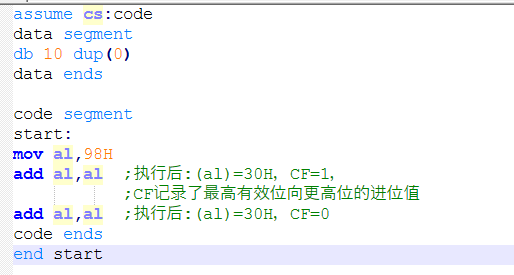 assume cs:code
data segment
db 10 dup(0)
data ends
code segment
start:
mov al,98H
add al,al ;执行后:(al)=30H, CF=1,
;CF记录了最高有效位向更高位的进位值
add al,al ;执行后:(al)=30H, CF=0
code ends
end start